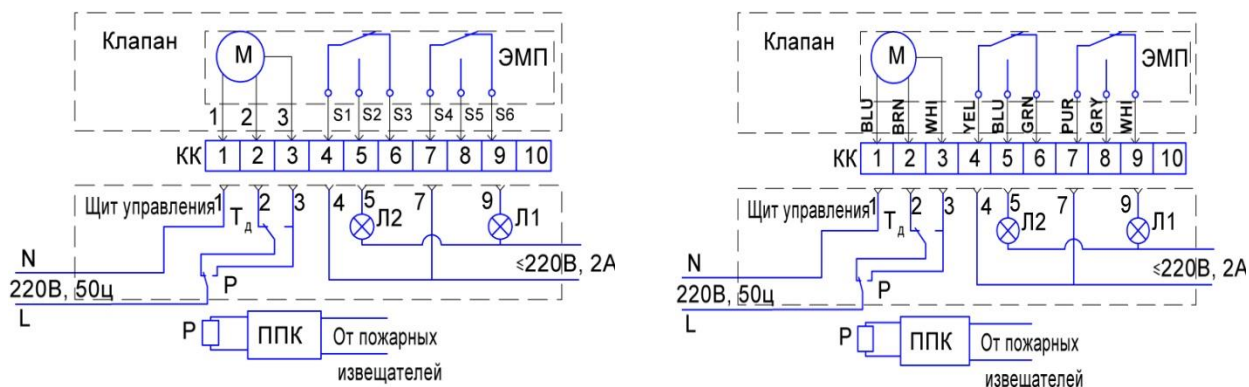 Клапан
М
ЭМП
1 2 3 S1 S2 S3 S4 S5 S6
КК 1 2 3 4 5 6 7 8 9 10
Щит управления 1 2 3 4 5 7 9
Тд Л2 Л1
N
≤220В, 2А
220В, 50ц
Р
L
Р ППК От пожарных
извещателей
Клапан
М
ЭМП
BLU BRN WHI YEL BLU GRN PUR GRY WHI
КК 1 2 3 4 5 6 7 8 9 10
Щит управления 1 2 3 4 5 7 9
Тд Л2 Л1
N
≤220В, 2А
220В, 50ц
Р
L
Р ППК От пожарных
извещателей